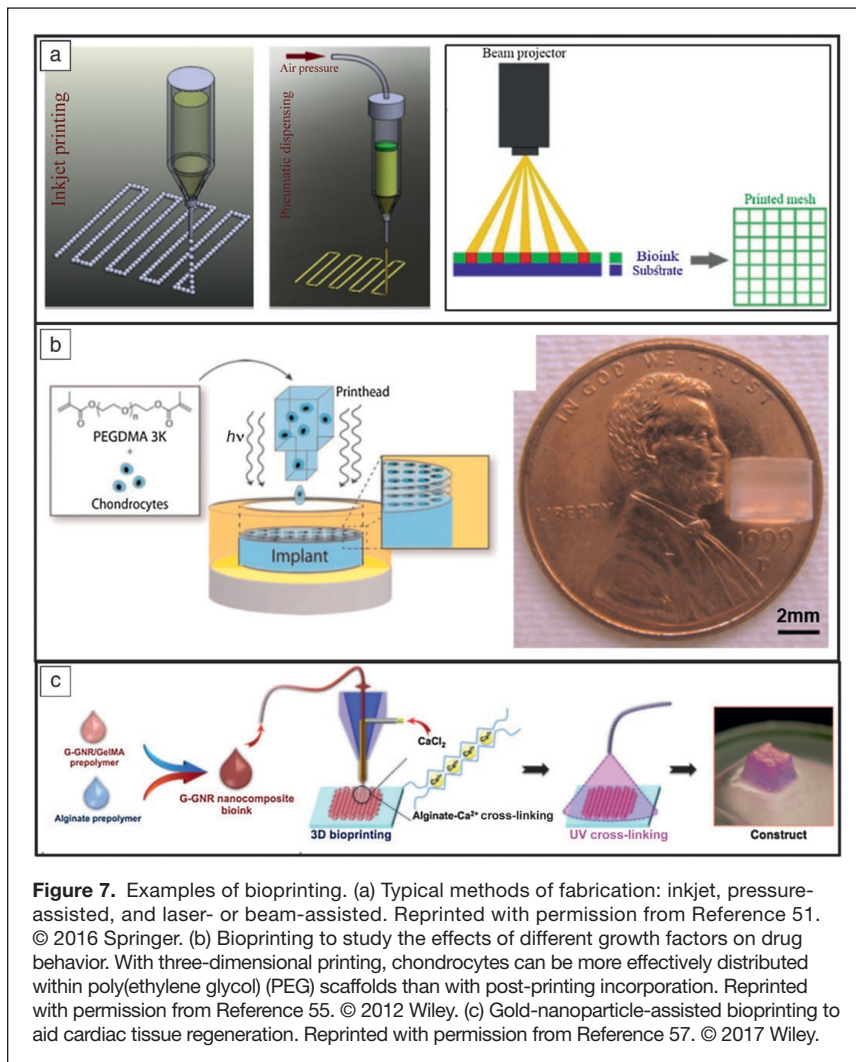 a
Inkjet printing
Air pressure
Pneumatic dispensing
Beam projector
Bioink
Substrate
Printed mesh
b
O
O
O
n
O
O
PEGDMA 3K
+
Chondrocytes
hν
Printhead
Implant
IN GOD WE TRUST
LIBERTY
1999
D
2mm
c
G-GNR/GelMA
prepolymer
Alginate prepolymer
G-GNR nanocomposite
bioink
CaCl₂
3D bioprinting
Alginate-Ca²⁺ cross-linking
UV cross-linking
Construct
Figure 7. Examples of bioprinting. (a) Typical methods of fabrication: inkjet, pressure-
assisted, and laser- or beam-assisted. Reprinted with permission from Reference 51.
© 2016 Springer. (b) Bioprinting to study the effects of different growth factors on drug
behavior. With three-dimensional printing, chondrocytes can be more effectively distributed
within poly(ethylene glycol) (PEG) scaffolds than with post-printing incorporation. Reprinted
with permission from Reference 55. © 2012 Wiley. (c) Gold-nanoparticle-assisted bioprinting to
aid cardiac tissue regeneration. Reprinted with permission from Reference 57. © 2017 Wiley.